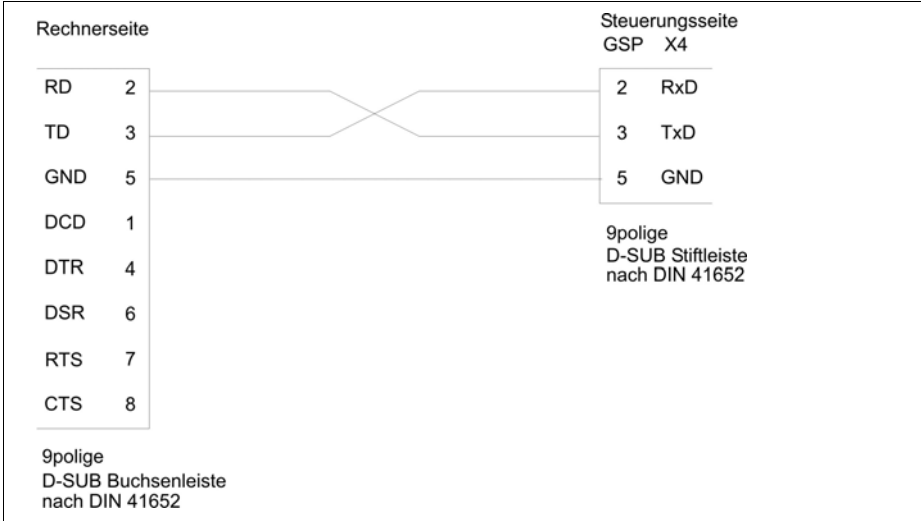 Rechnerseite
Steuerungsseite
GSP X4
RD 2
2 RxD
TD 3
3 TxD
GND 5
5 GND
DCD 1
DTR 4
DSR 6
RTS 7
CTS 8
9polige
D-SUB Stiftleiste
nach DIN 41652
9polige
D-SUB Buchsenleiste
nach DIN 41652